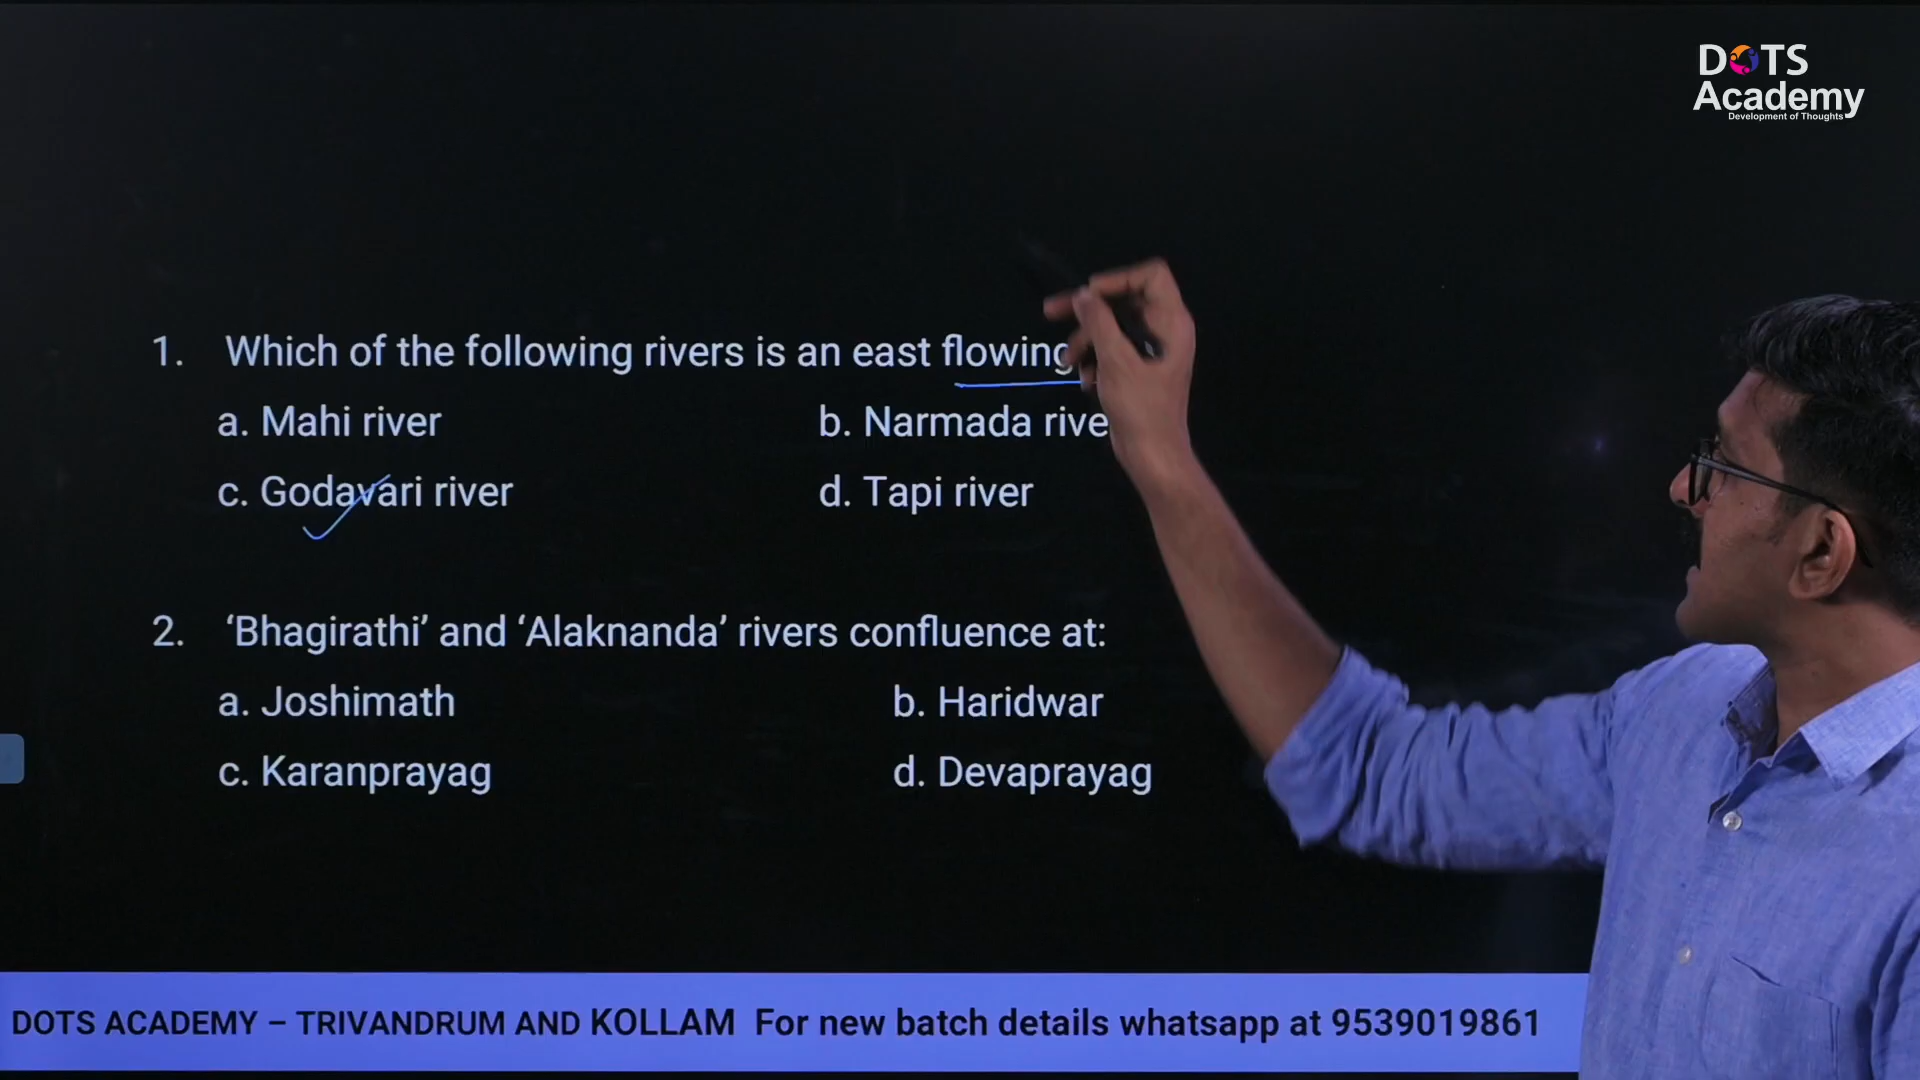 DOTS
Academy
Development of Thoughts
1. Which of the following rivers is an east flowing
a. Mahi river b. Narmada rive
c. Godavari river d. Tapi river
2. ‘Bhagirathi’ and ‘Alaknanda’ rivers confluence at:
a. Joshimath b. Haridwar
c. Karanprayag d. Devaprayag
DOTS ACADEMY – TRIVANDRUM AND KOLLAM For new batch details whatsapp at 9539019861